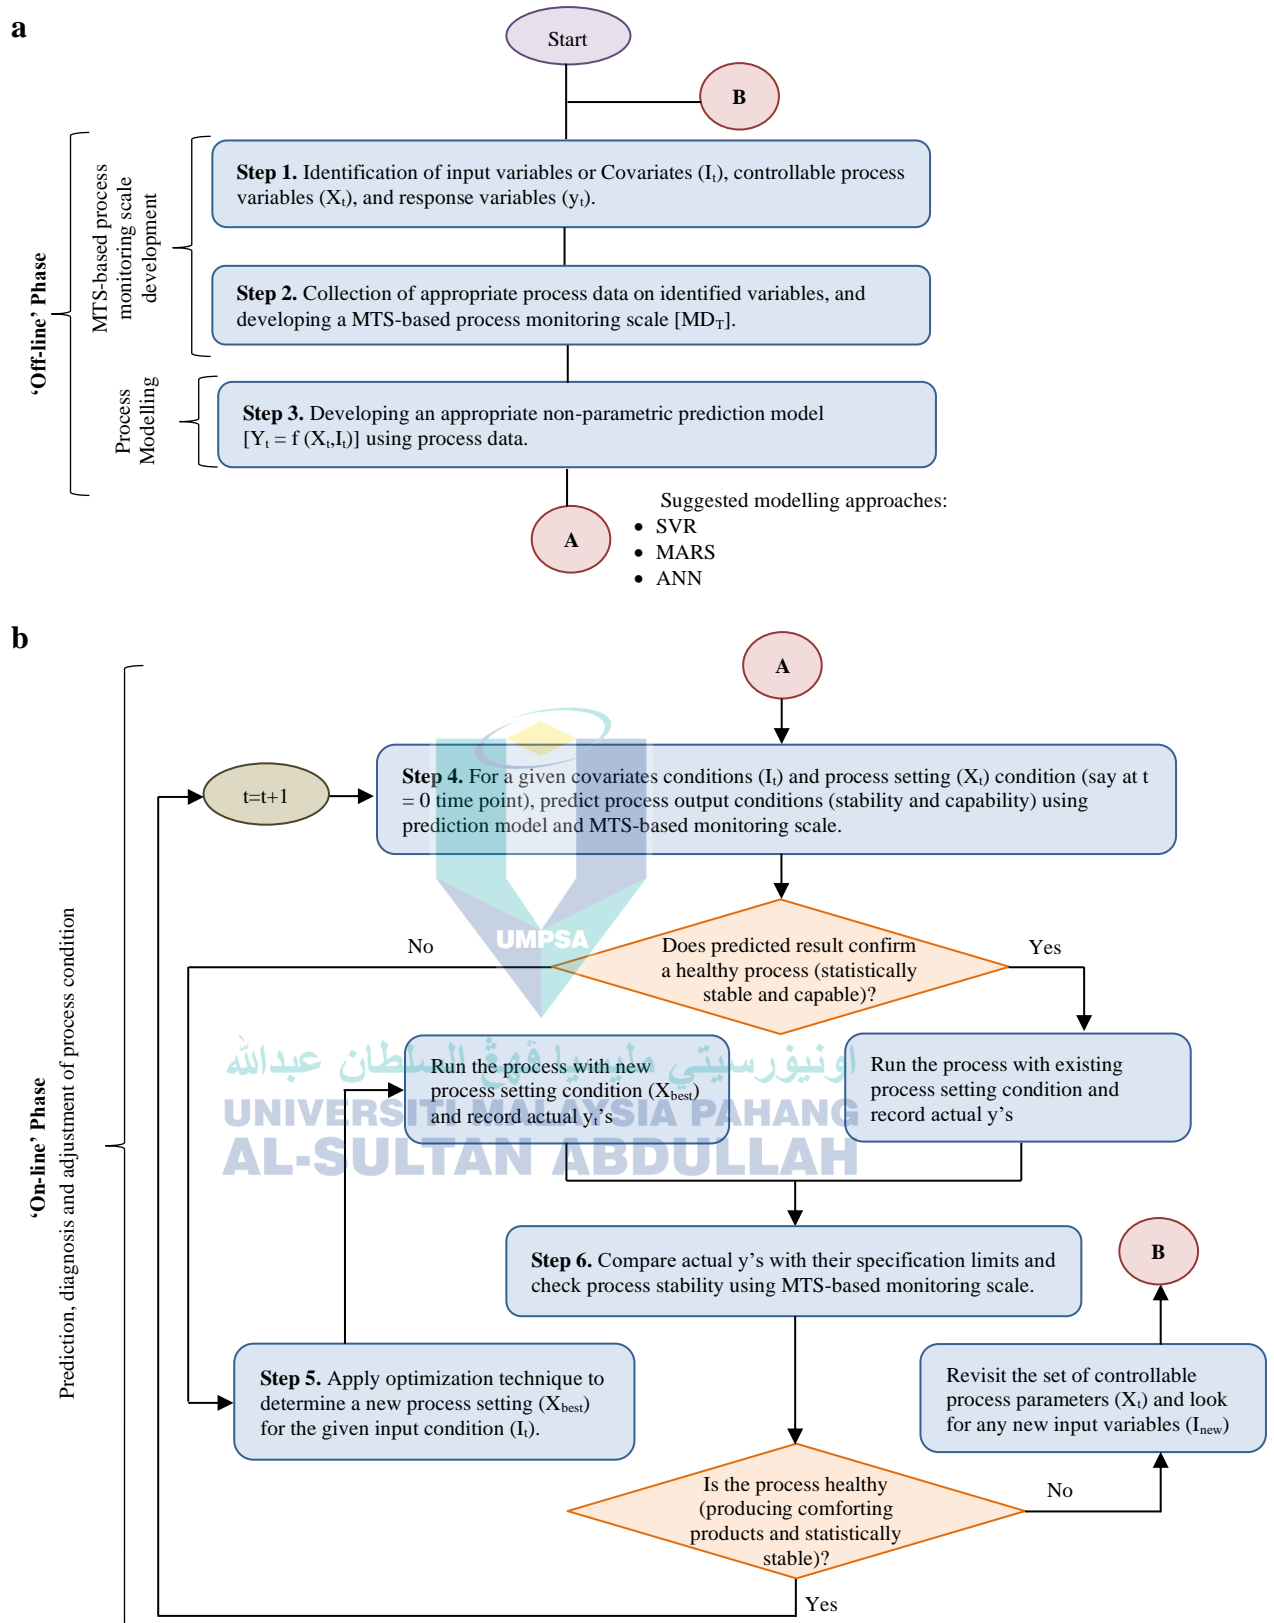 a
Start
B
'Off-line' Phase
MTS-based process
monitoring scale
development
Step 1. Identification of input variables or Covariates (Iₜ), controllable process
variables (Xₜ), and response variables (yₜ).
Step 2. Collection of appropriate process data on identified variables, and
developing a MTS-based process monitoring scale [MD_T].
Process
Modelling
Step 3. Developing an appropriate non-parametric prediction model
[Yₜ = f (Xₜ,Iₜ)] using process data.
A
Suggested modelling approaches:
• SVR
• MARS
• ANN
b
A
'On-line' Phase
Prediction, diagnosis and adjustment of process condition
t=t+1
Step 4. For a given covariates conditions (Iₜ) and process setting (Xₜ) condition (say at t
= 0 time point), predict process output conditions (stability and capability) using
prediction model and MTS-based monitoring scale.
UMPSA
No
Does predicted result confirm
a healthy process (statistically
stable and capable)?
Yes
اونيۏرسيتي مليسيا ڤهڠ السلطان عبدالله
UNIVERSITI MALAYSIA PAHANG
AL-SULTAN ABDULLAH
Run the process with new
process setting condition (X_best)
and record actual yₜ's
Run the process with existing
process setting condition and
record actual y's
Step 6. Compare actual y's with their specification limits and
check process stability using MTS-based monitoring scale.
B
Step 5. Apply optimization technique to
determine a new process setting (X_best)
for the given input condition (Iₜ).
Revisit the set of controllable
process parameters (Xₜ) and look
for any new input variables (I_new)
Is the process healthy
(producing comforting
products and statistically
stable)?
No
Yes